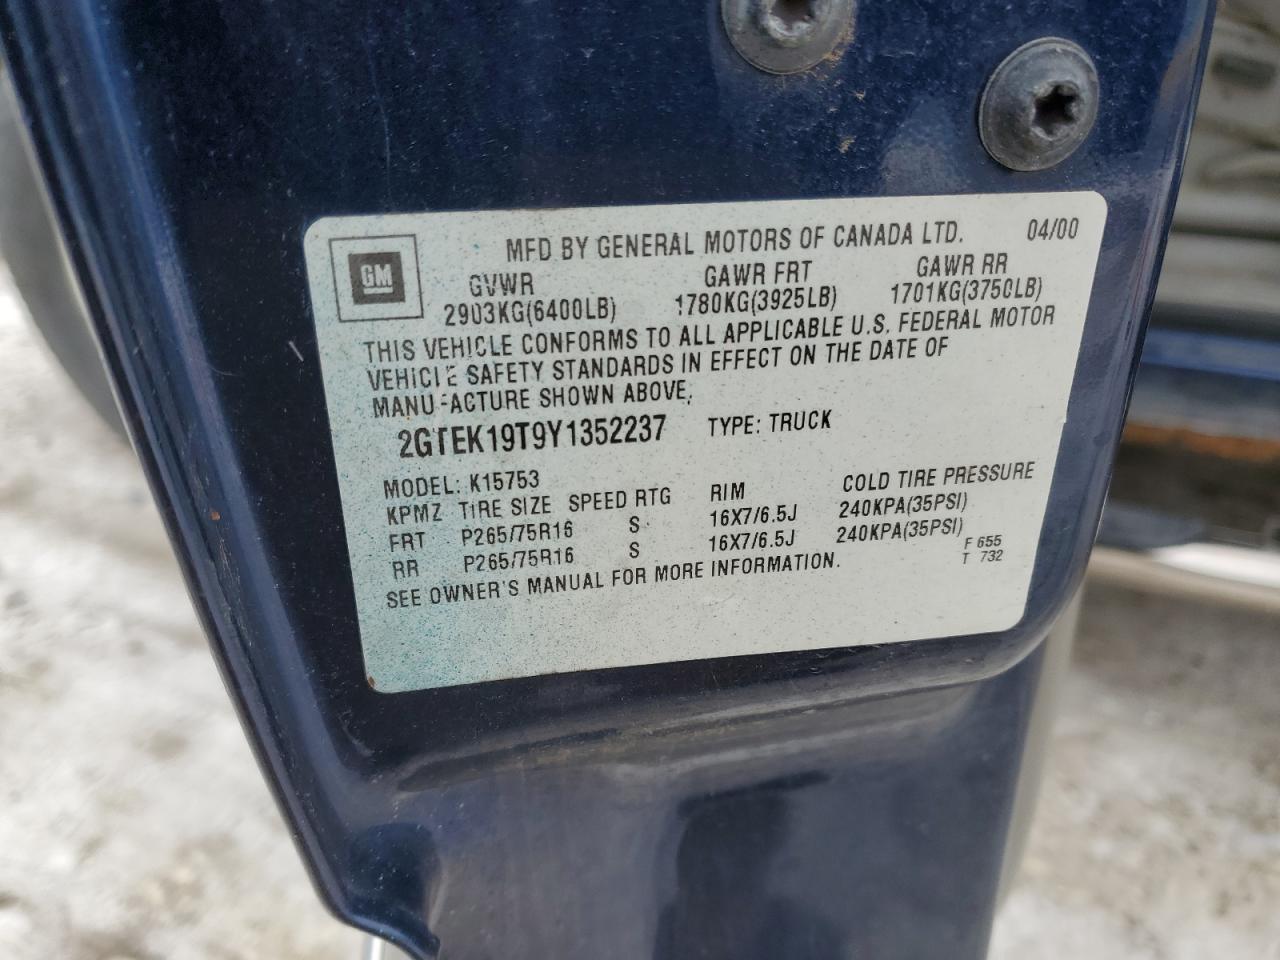 GM
MFD BY GENERAL MOTORS OF CANADA LTD. 04/00
GVWR GAWR FRT GAWR RR
2903KG(6400LB) 1780KG(3925LB) 1701KG(3750LB)
THIS VEHICLE CONFORMS TO ALL APPLICABLE U.S. FEDERAL MOTOR
VEHICLE SAFETY STANDARDS IN EFFECT ON THE DATE OF
MANUFACTURE SHOWN ABOVE.
2GTEK19T9Y1352237 TYPE: TRUCK
MODEL: K15753
KPMZ TIRE SIZE SPEED RTG RIM COLD TIRE PRESSURE
FRT P265/75R16 S 16X7/6.5J 240KPA(35PSI)
RR P265/75R16 S 16X7/6.5J 240KPA(35PSI)
SEE OWNER'S MANUAL FOR MORE INFORMATION.
F 655
T 732